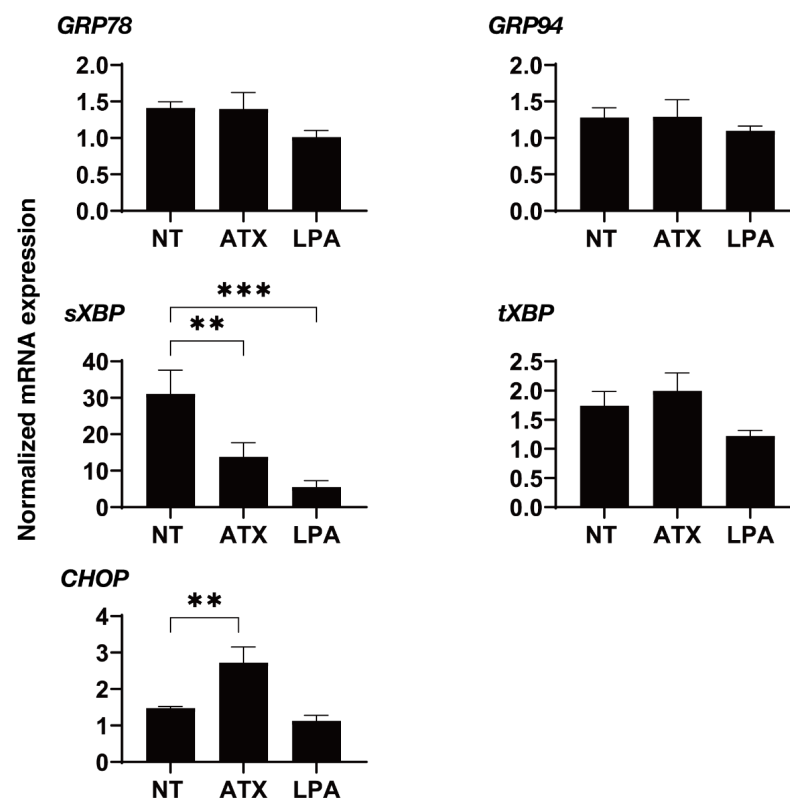 GRP78
2.0
1.5
1.0
0.5
0.0
NT ATX LPA
GRP94
2.0
1.5
1.0
0.5
0.0
NT ATX LPA
Normalized mRNA expression
sXBP
***
**
40
30
20
10
0
NT ATX LPA
tXBP
2.5
2.0
1.5
1.0
0.5
0.0
NT ATX LPA
CHOP
**
4
3
2
1
0
NT ATX LPA